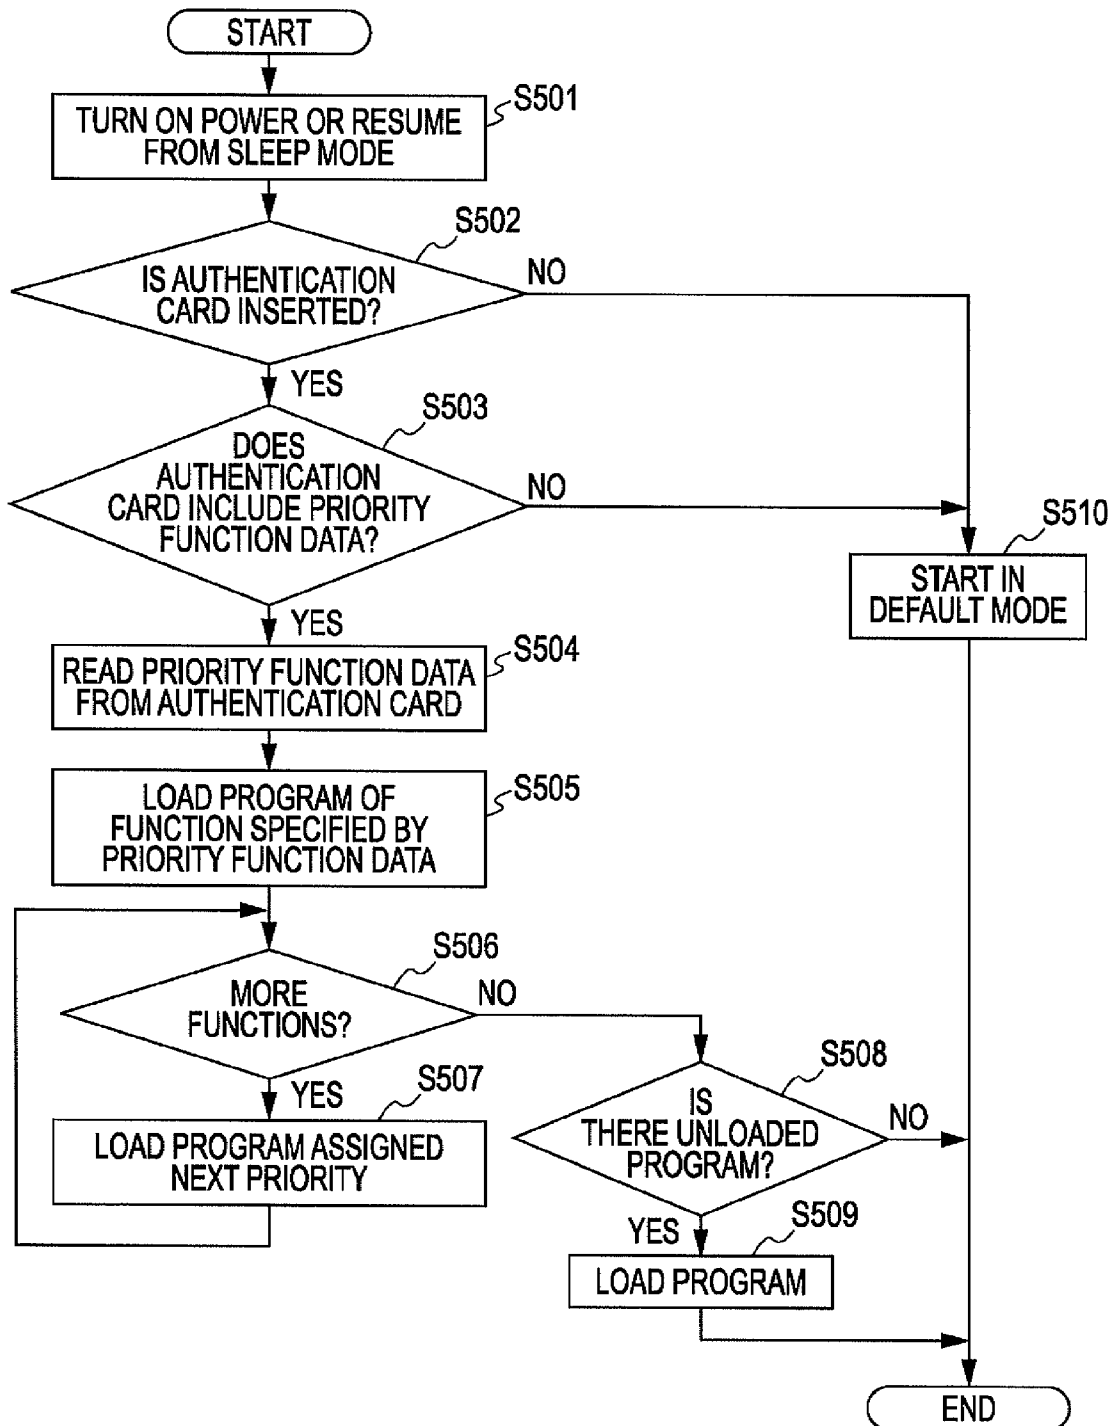 START
S501
TURN ON POWER OR RESUME
FROM SLEEP MODE
S502
IS AUTHENTICATION
CARD INSERTED?
NO
YES
S503
DOES
AUTHENTICATION
CARD INCLUDE PRIORITY
FUNCTION DATA?
NO
YES
S510
START IN
DEFAULT MODE
S504
READ PRIORITY FUNCTION DATA
FROM AUTHENTICATION CARD
S505
LOAD PROGRAM OF
FUNCTION SPECIFIED BY
PRIORITY FUNCTION DATA
S506
MORE
FUNCTIONS?
NO
YES
S507
LOAD PROGRAM ASSIGNED
NEXT PRIORITY
S508
IS
THERE UNLOADED
PROGRAM?
NO
YES
S509
LOAD PROGRAM
END